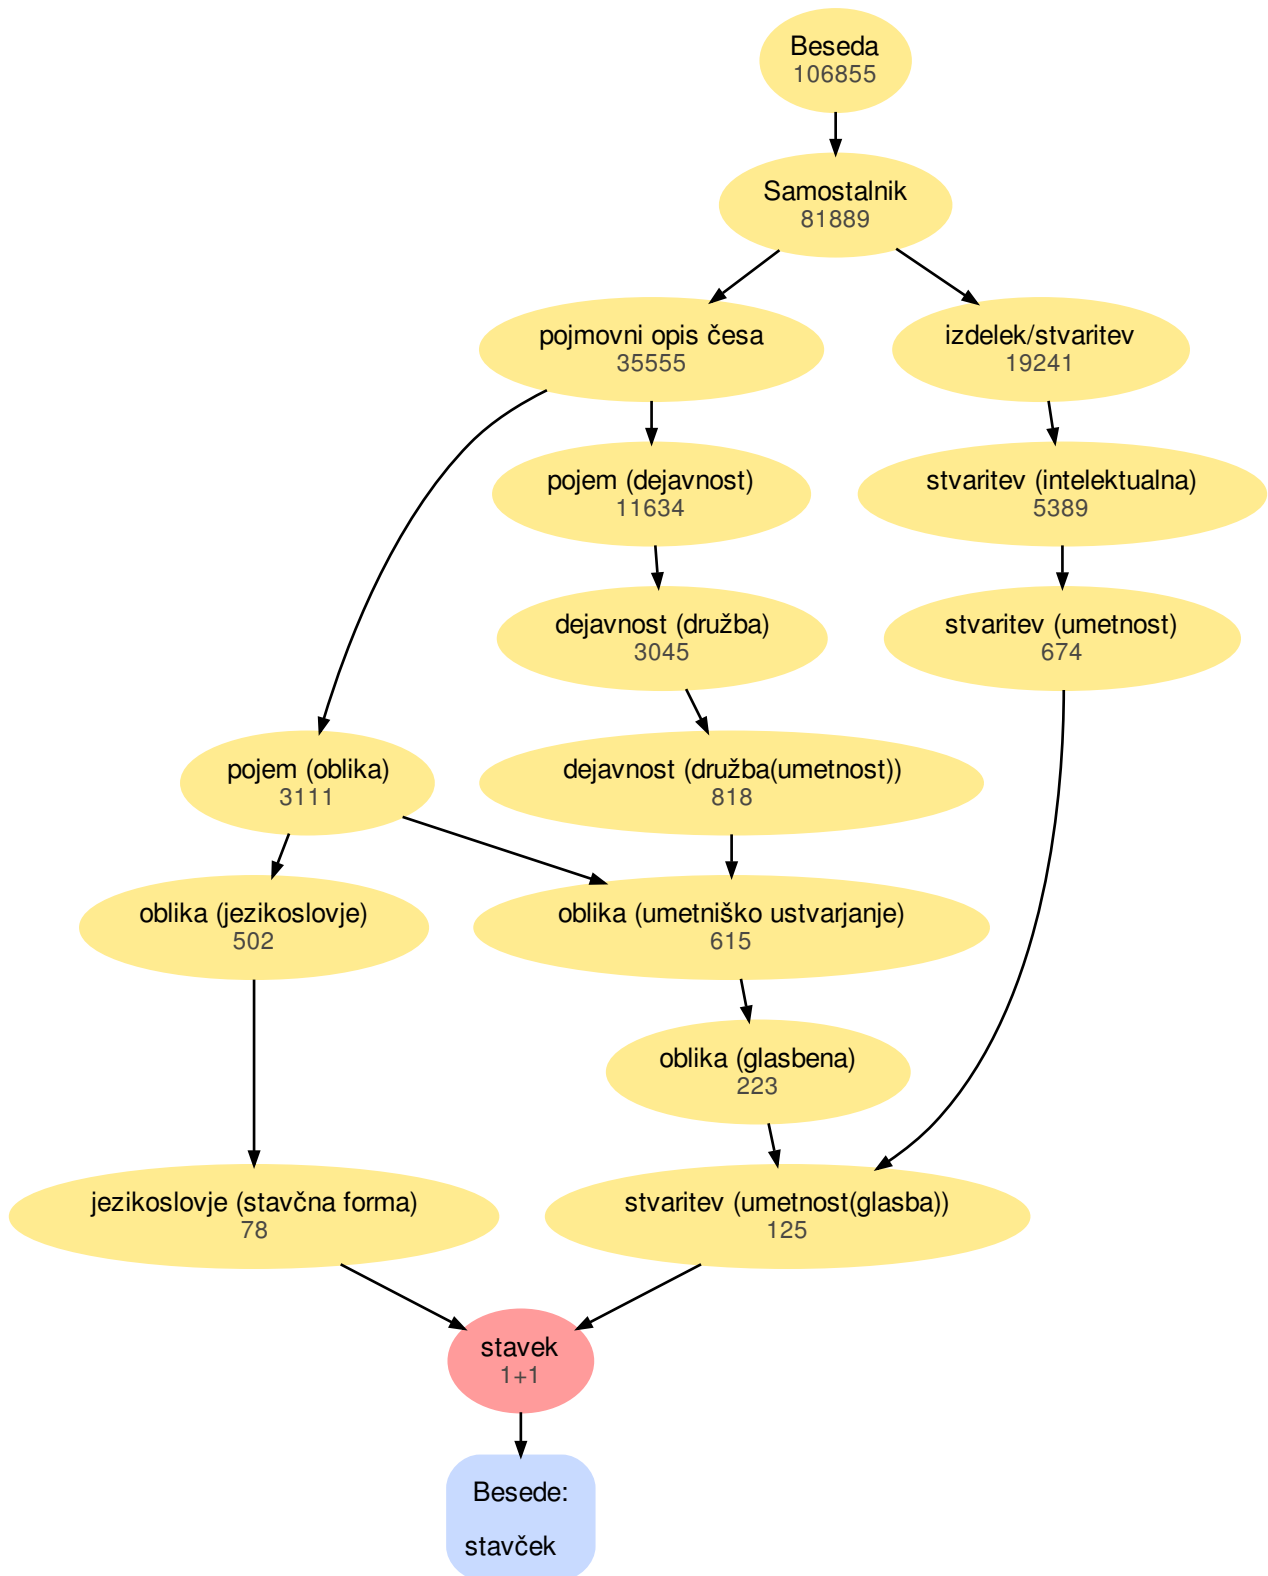 Beseda
106855
Samostalnik
81889
pojmovni opis česa
35555
izdelek/stvaritev
19241
pojem (dejavnost)
11634
stvaritev (intelektualna)
5389
dejavnost (družba)
3045
stvaritev (umetnost)
674
pojem (oblika)
3111
dejavnost (družba(umetnost))
818
oblika (jezikoslovje)
502
oblika (umetniško ustvarjanje)
615
oblika (glasbena)
223
jezikoslovje (stavčna forma)
78
stvaritev (umetnost(glasba))
125
stavek
1+1
Besede:
stavček